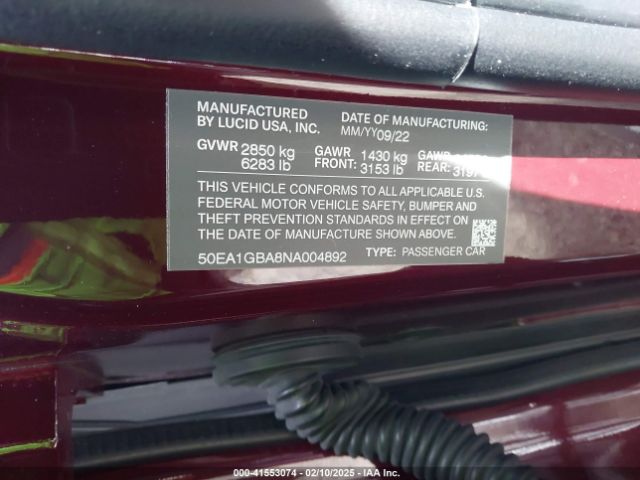 MANUFACTURED
BY LUCID USA, INC.
DATE OF MANUFACTURING:
MM/YY09/22
GVWR 2850 kg
6283 lb
GAWR
FRONT:
1430 kg
3153 lb
GAWR
REAR:
THIS VEHICLE CONFORMS TO ALL APPLICABLE U.S.
FEDERAL MOTOR VEHICLE SAFETY, BUMPER AND
THEFT PREVENTION STANDARDS IN EFFECT ON
THE DATE OF MANUFACTURE SHOWN ABOVE.
50EA1GBA8NA004892 TYPE: PASSENGER CAR
000-41553074 - 02/10/2025 - IAA Inc.